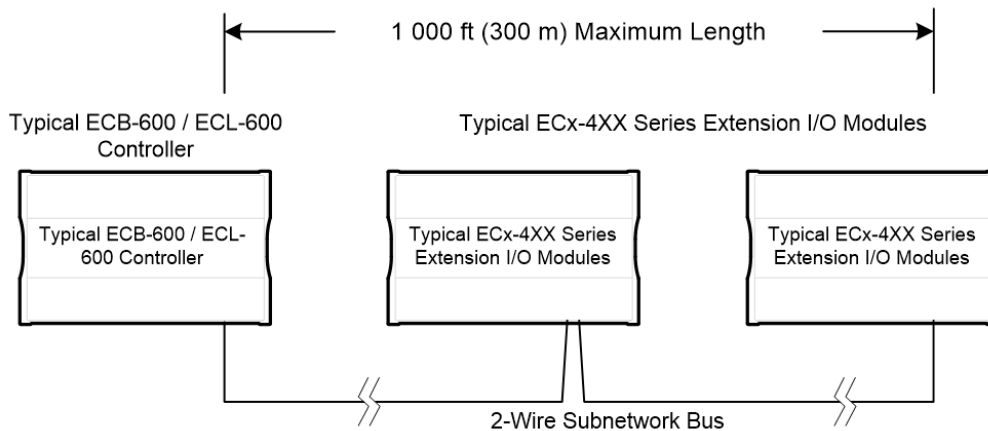 1 000 ft (300 m) Maximum Length
Typical ECB-600 / ECL-600
Controller
Typical ECx-4XX Series Extension I/O Modules
Typical ECB-600 / ECL-
600 Controller
Typical ECx-4XX Series
Extension I/O Modules
Typical ECx-4XX Series
Extension I/O Modules
2-Wire Subnetwork Bus